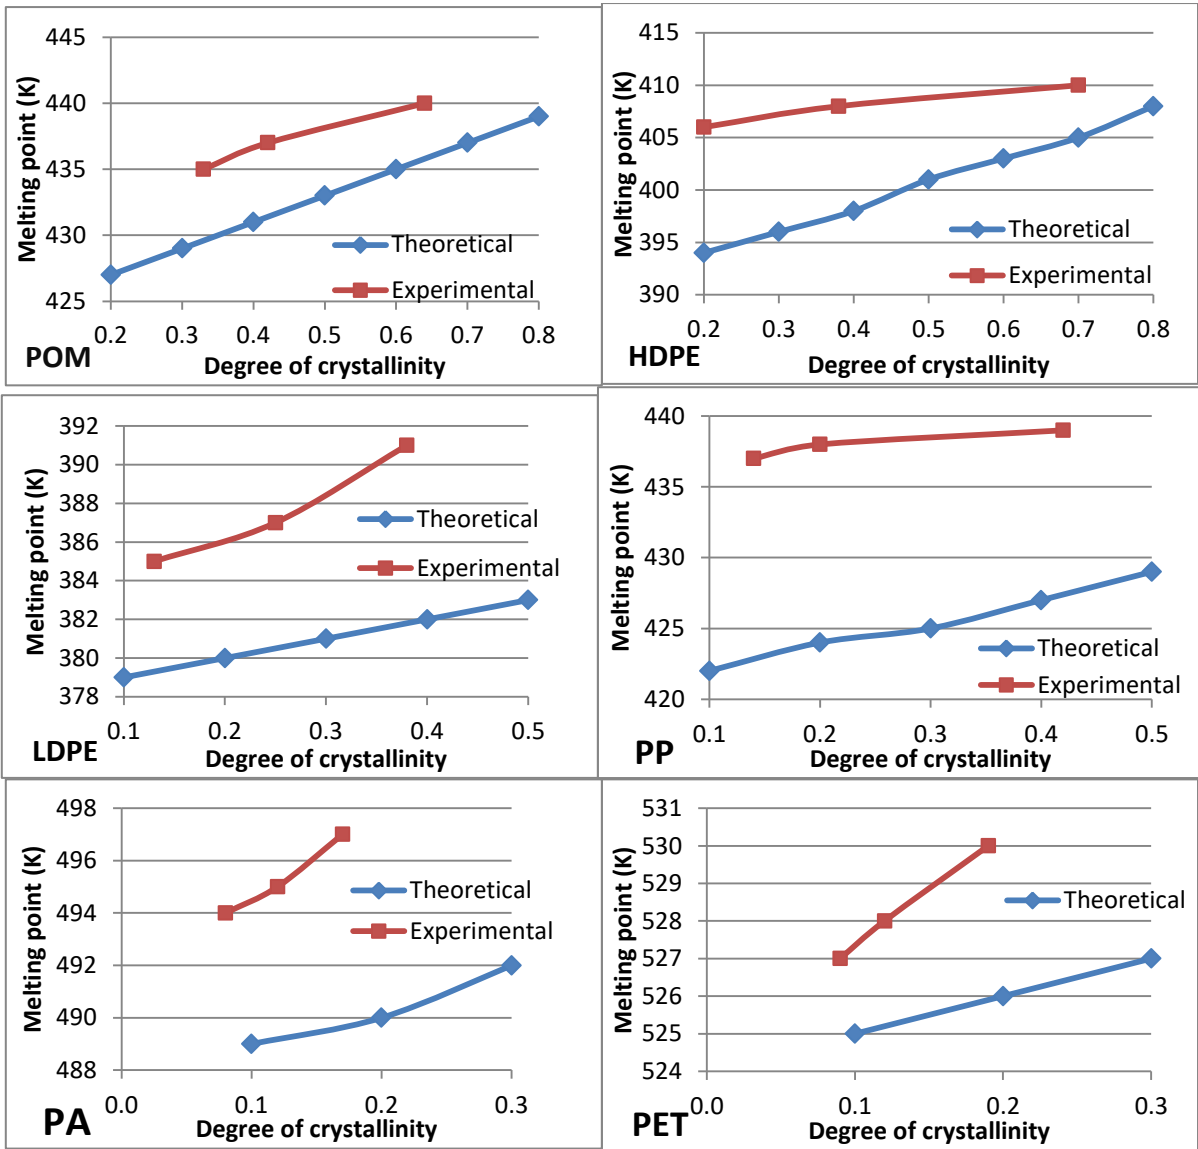 445
440
435
430
425
Melting point (K)
Theoretical
Experimental
0.2 0.3 0.4 0.5 0.6 0.7 0.8
POM
Degree of crystallinity
415
410
405
400
395
390
Melting point (K)
Theoretical
Experimental
0.2 0.3 0.4 0.5 0.6 0.7 0.8
HDPE
Degree of crystallinity
392
390
388
386
384
382
380
378
Melting point (K)
Theoretical
Experimental
0.1 0.2 0.3 0.4 0.5
LDPE
Degree of crystallinity
440
435
430
425
420
Melting point (K)
Theoretical
Experimental
0.1 0.2 0.3 0.4 0.5
PP
Degree of crystallinity
498
496
494
492
490
488
Melting point (K)
Theoretical
Experimental
0.0 0.1 0.2 0.3
PA
Degree of crystallinity
531
530
529
528
527
526
525
524
Melting point (K)
Theoretical
0.0 0.1 0.2 0.3
PET
Degree of crystallinity